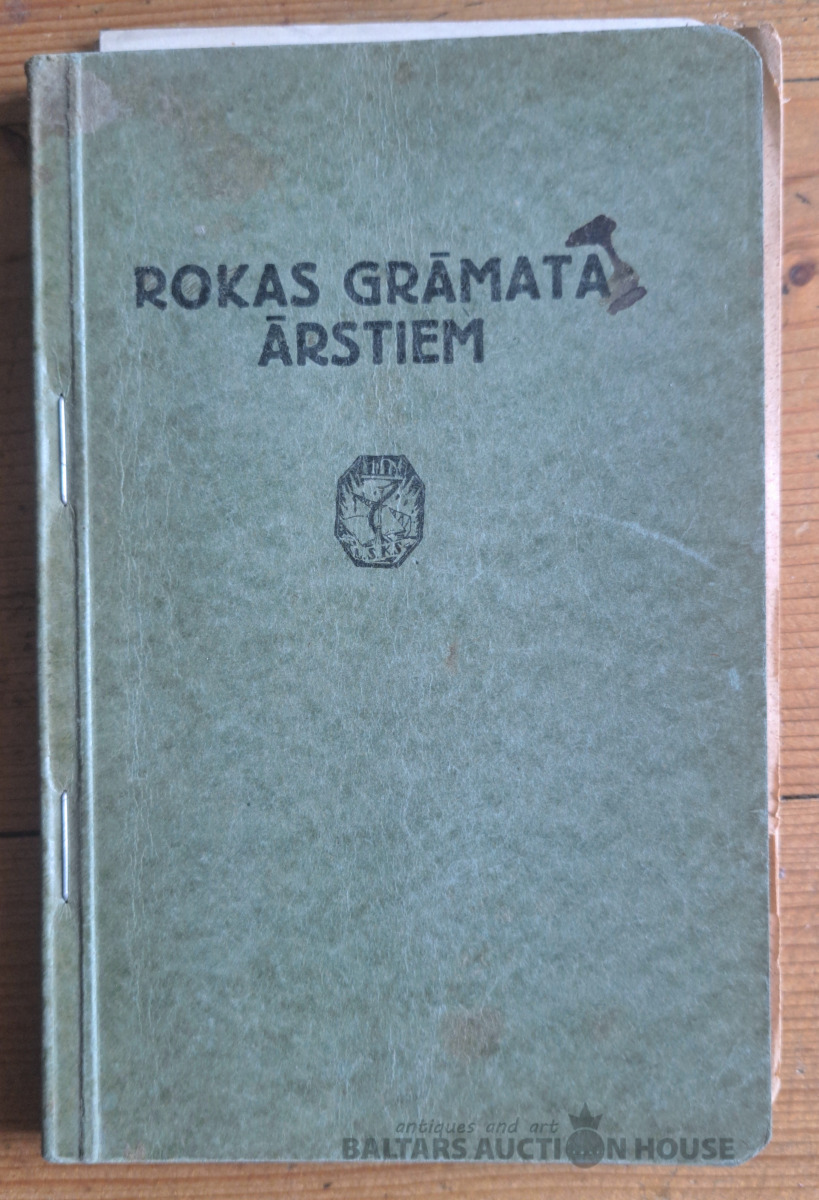 ROKAS GRĀMATA
ĀRSTIEM
L.S.K.S.
antiques and art
BALTARS AUCTION HOUSE